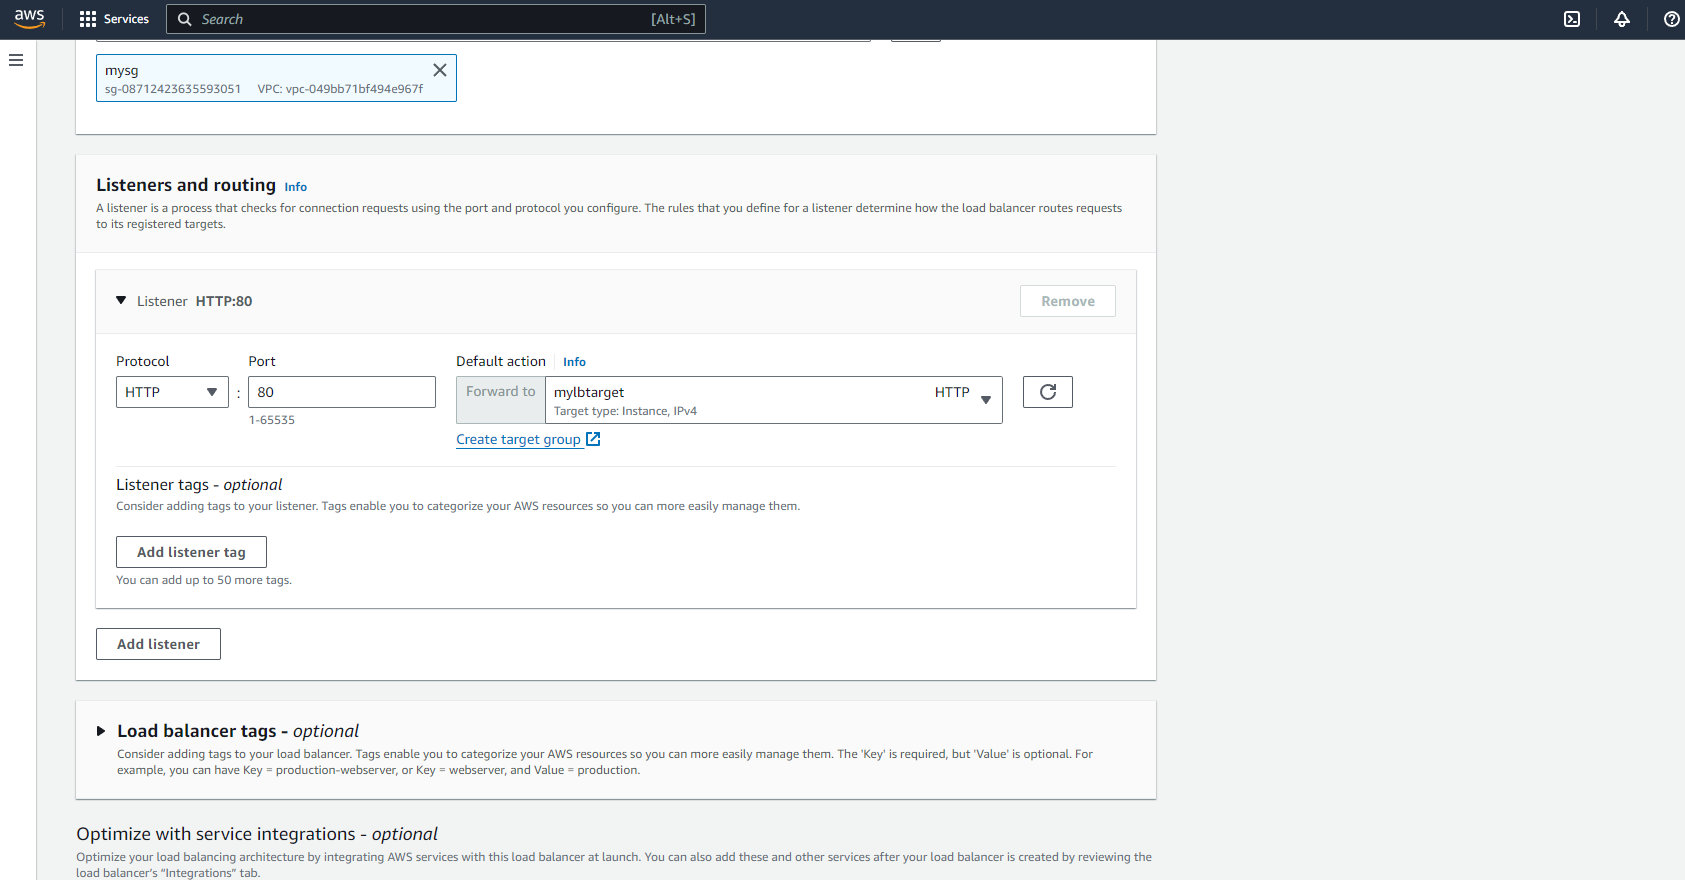 aws
Services
Search
[Alt+S]
mysg
sg-08712423635593051 VPC: vpc-049bb71bf494e967f
Listeners and routing Info
A listener is a process that checks for connection requests using the port and protocol you configure. The rules that you define for a listener determine how the load balancer routes requests
to its registered targets.
Listener HTTP:80
Remove
Protocol
Port
Default action Info
HTTP
:
80
Forward to
mylbtarget
HTTP
Target type: Instance, IPv4
1-65535
Create target group
Listener tags - optional
Consider adding tags to your listener. Tags enable you to categorize your AWS resources so you can more easily manage them.
Add listener tag
You can add up to 50 more tags.
Add listener
Load balancer tags - optional
Consider adding tags to your load balancer. Tags enable you to categorize your AWS resources so you can more easily manage them. The 'Key' is required, but 'Value' is optional. For
example, you can have Key = production-webserver, or Key = webserver, and Value = production.
Optimize with service integrations - optional
Optimize your load balancing architecture by integrating AWS services with this load balancer at launch. You can also add these and other services after your load balancer is created by reviewing the
load balancer's “Integrations” tab.